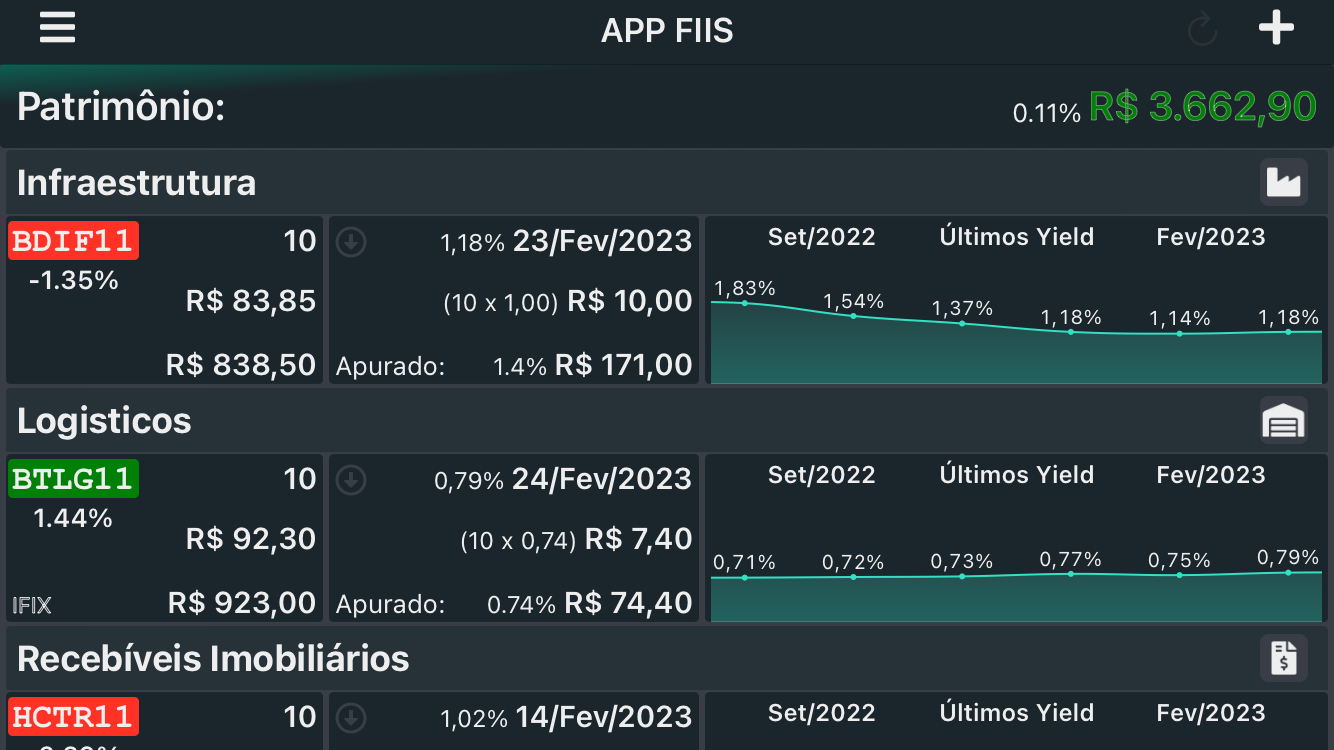 APP FIIS
Patrimônio:
0.11% R$ 3.662,90
Infraestrutura
BDIF11 10
-1.35%
R$ 83,85
R$ 838,50
1,18% 23/Fev/2023
(10 x 1,00) R$ 10,00
Apurado: 1.4% R$ 171,00
Set/2022 Últimos Yield Fev/2023
1,83% 1,54% 1,37% 1,18% 1,14% 1,18%
Logisticos
BTLG11 10
1.44%
R$ 92,30
IFIX R$ 923,00
0,79% 24/Fev/2023
(10 x 0,74) R$ 7,40
Apurado: 0.74% R$ 74,40
Set/2022 Últimos Yield Fev/2023
0,71% 0,72% 0,73% 0,77% 0,75% 0,79%
Recebíveis Imobiliários
HCTR11 10
1,02% 14/Fev/2023
Set/2022 Últimos Yield Fev/2023